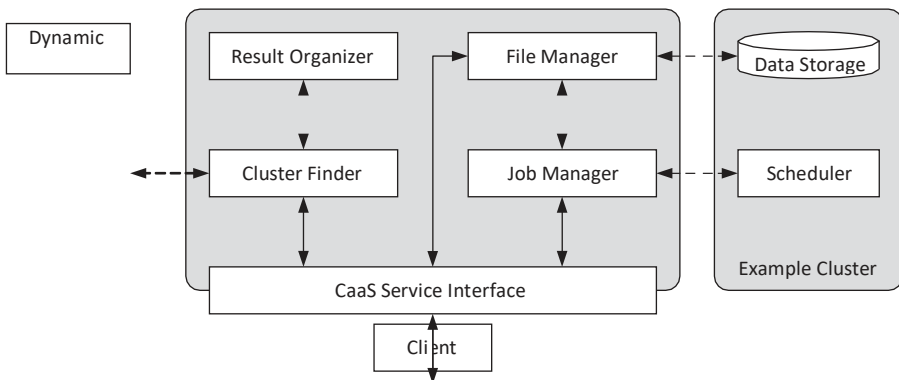 Dynamic
Result Organizer
File Manager
Data Storage
Cluster Finder
Job Manager
Scheduler
Example Cluster
CaaS Service Interface
Client